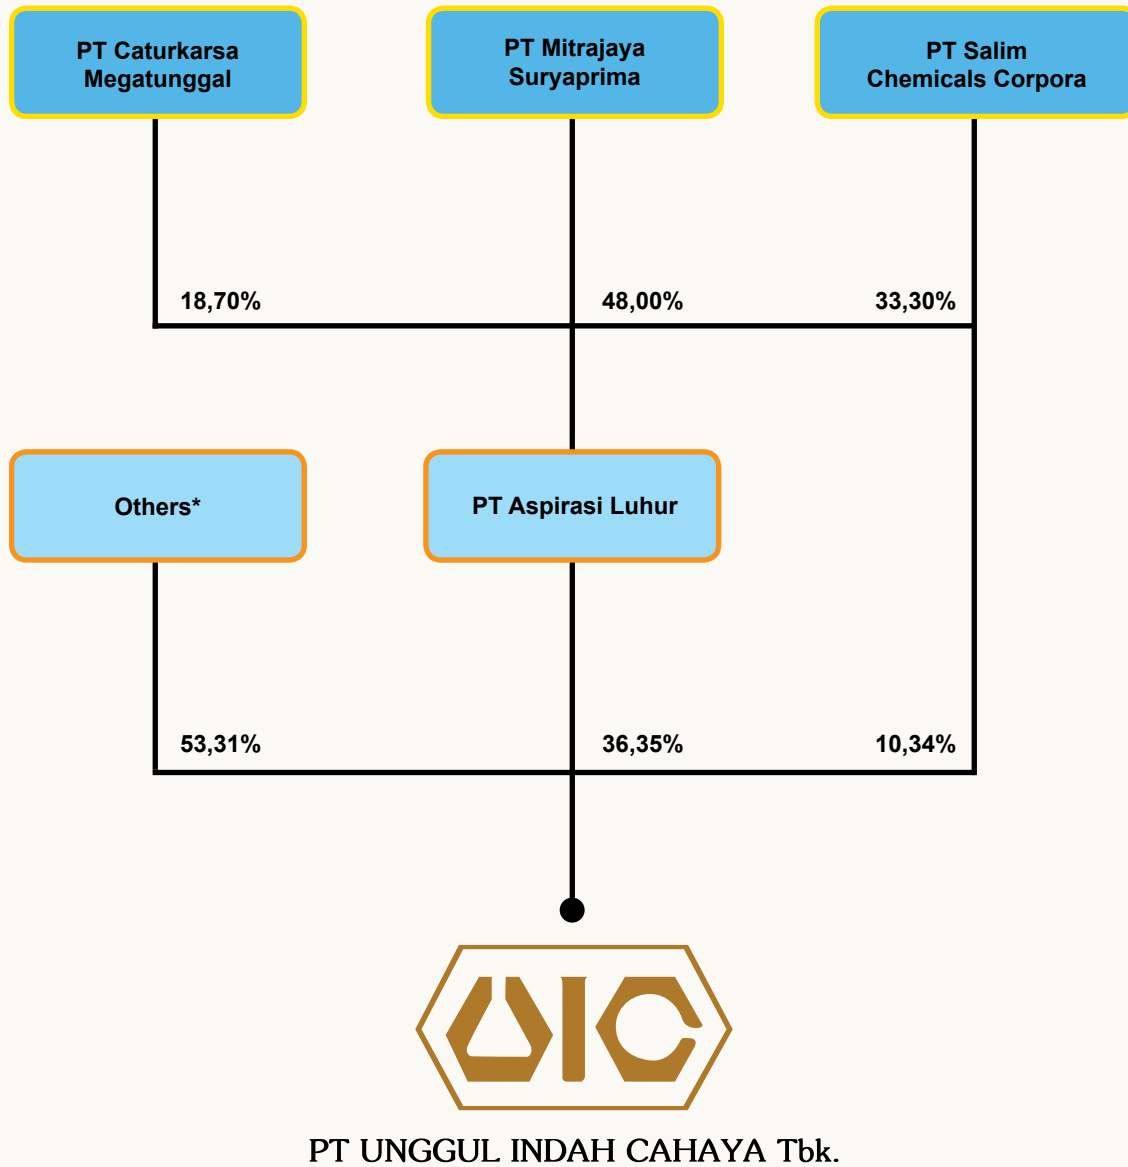 PT Caturkarsa
Megatunggal
PT Mitrajaya
Suryaprima
PT Salim
Chemicals Corpora
18,70%
48,00%
33,30%
Others*
PT Aspirasi Luhur
53,31%
36,35%
10,34%
UIC
PT UNGGUL INDAH CAHAYA Tbk.